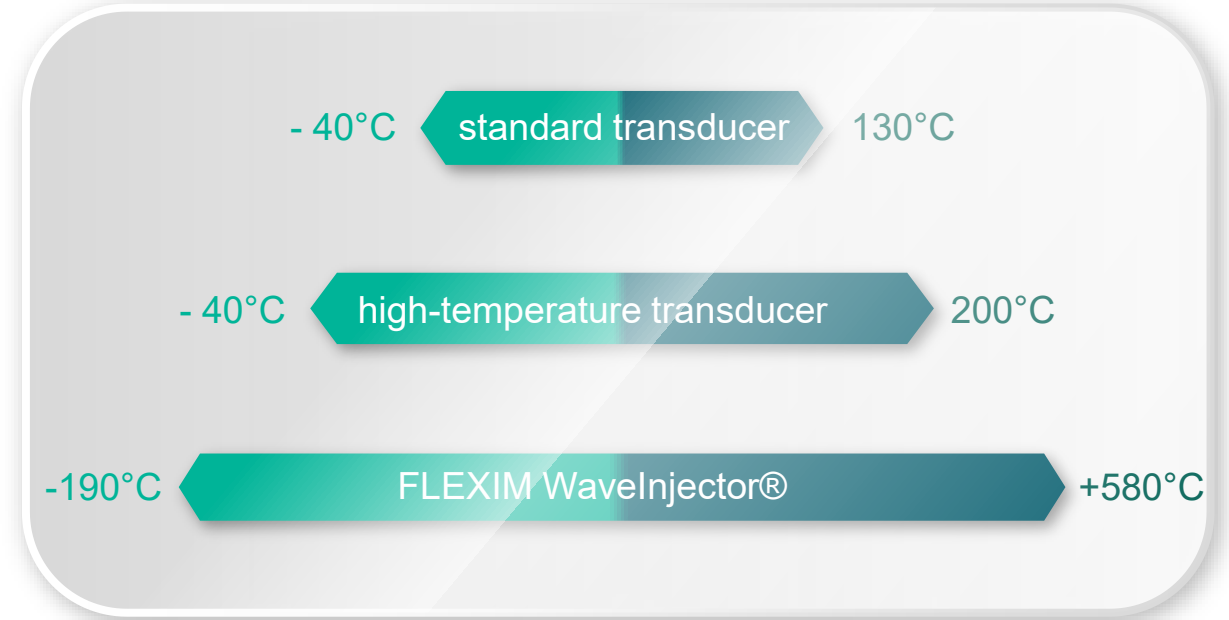 - 40°C standard transducer 130°C
- 40°C high-temperature transducer 200°C
-190°C FLEXIM WaveInjector® +580°C